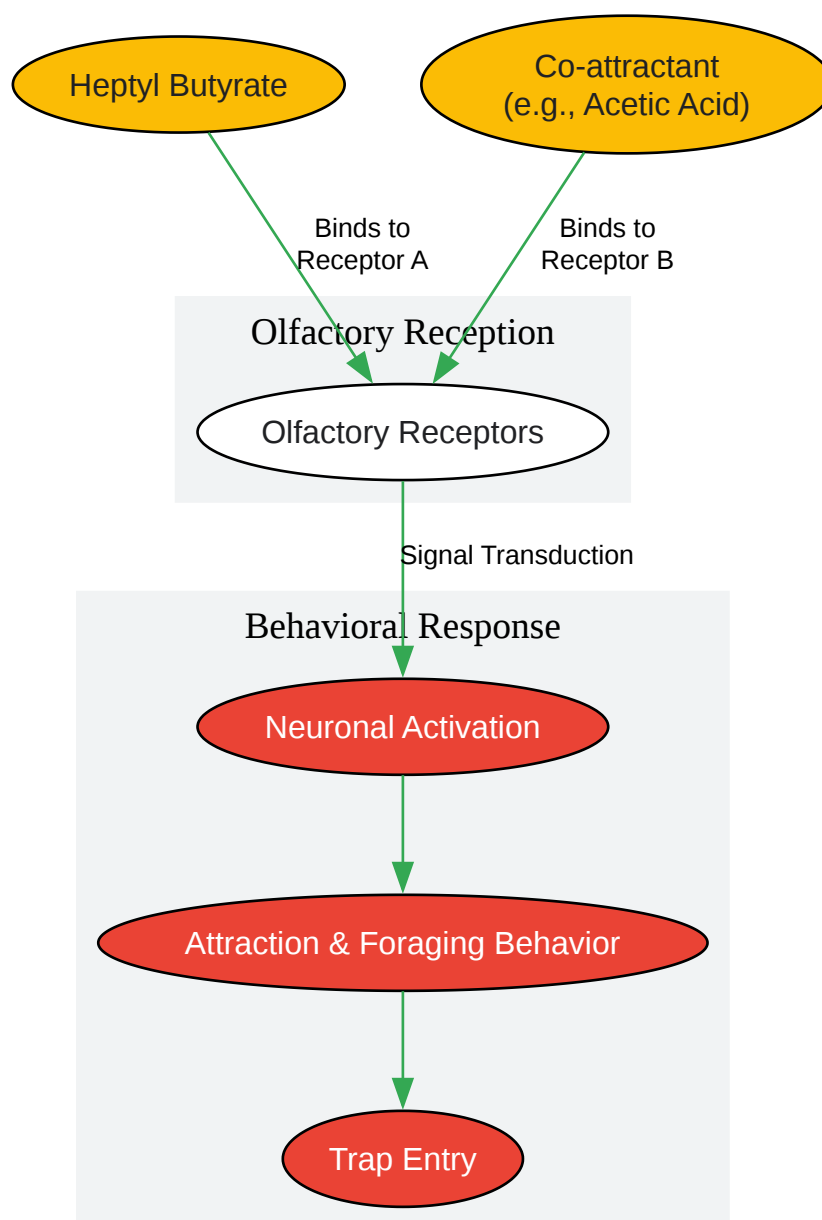 Heptyl Butyrate
Co-attractant
(e.g., Acetic Acid)
Binds to
Receptor A
Binds to
Receptor B
Olfactory Reception
Olfactory Receptors
Signal Transduction
Behavioral Response
Neuronal Activation
Attraction & Foraging Behavior
Trap Entry